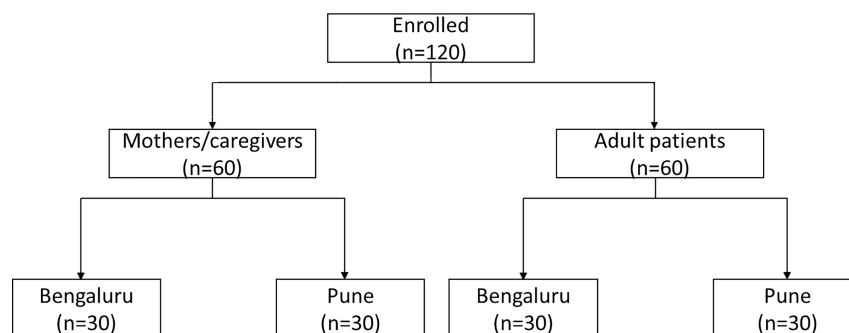 Enrolled
(n=120)
Mothers/caregivers
(n=60)
Adult patients
(n=60)
Bengaluru
(n=30)
Pune
(n=30)
Bengaluru
(n=30)
Pune
(n=30)